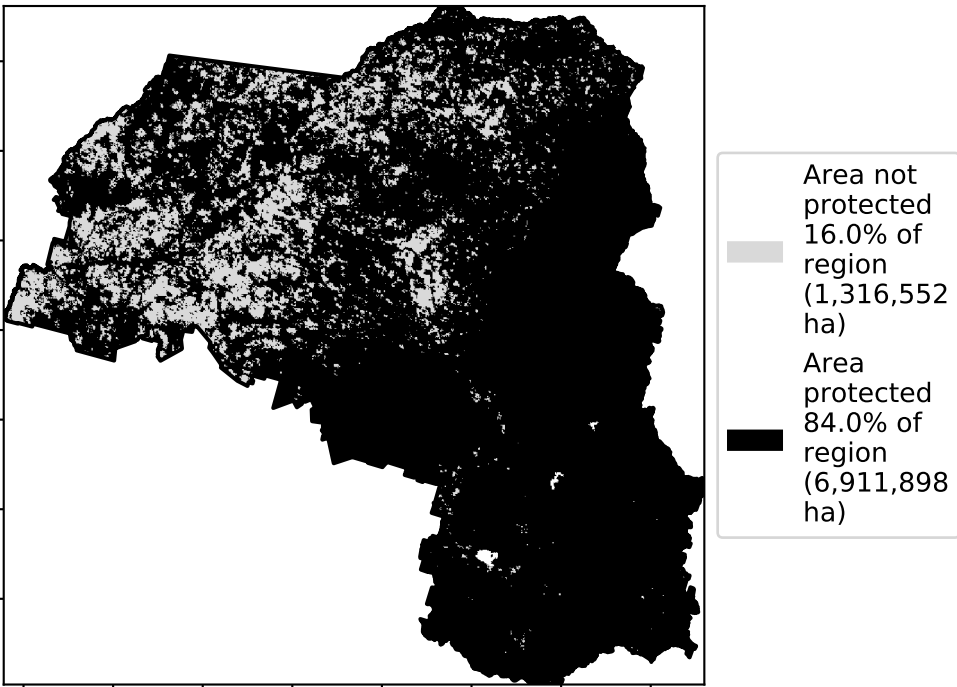 Area not
protected
16.0% of
region
(1,316,552
ha)
Area
protected
84.0% of
region
(6,911,898
ha)